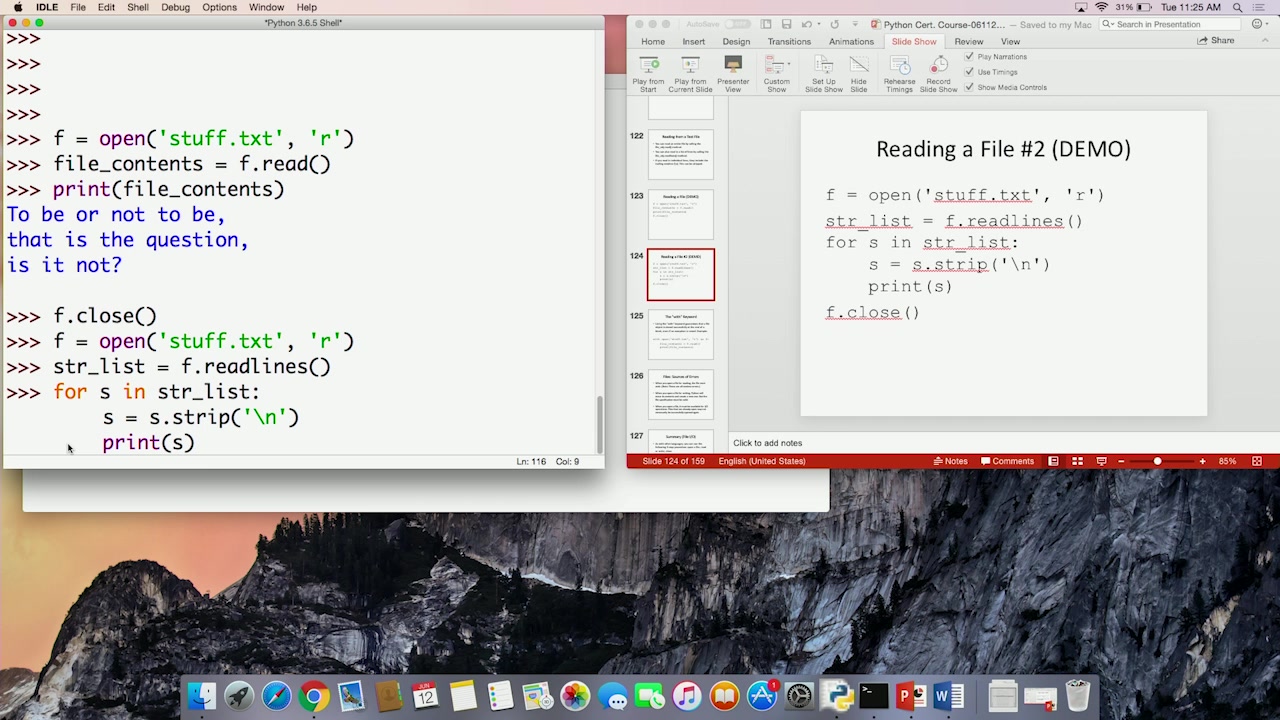 IDLE File Edit Shell Debug Options Window Help
31% Tue 11:25 AM
*Python 3.6.5 Shell*
>>>
>>>
>>>
>>>
>>> f = open('stuff.txt', 'r')
>>> file_contents = f.read()
>>> print(file_contents)
To be or not to be,
that is the question,
is it not?
>>> f.close()
>>> f = open('stuff.txt', 'r')
>>> str_list = f.readlines()
>>> for s in str_list:
s = s.strip('\n')
print(s)
Ln: 116 Col: 9
AutoSave
Python Cert. Course-06112... — Saved to my Mac
Search in Presentation
Home Insert Design Transitions Animations Slide Show Review View
Share
Play from Start
Play from Current Slide
Presenter View
Custom Show
Set Up Slide Show
Hide Slide
Rehearse Timings
Record Slide Show
Play Narrations
Use Timings
Show Media Controls
122
Reading from a Text File
123
Reading a File (DEMO)
124
Reading a File #2 (DEMO)
125
The "with" Keyword
126
Files: Sources of Errors
127
Summary (File I/O)
Reading a File #2 (DEMO)
f = open('stuff.txt', 'r')
str_list = f.readlines()
for s in str_list:
s = s.strip('\n')
print(s)
f.close()
Click to add notes
Slide 124 of 159 English (United States)
Notes Comments
85%
JUN
12
1